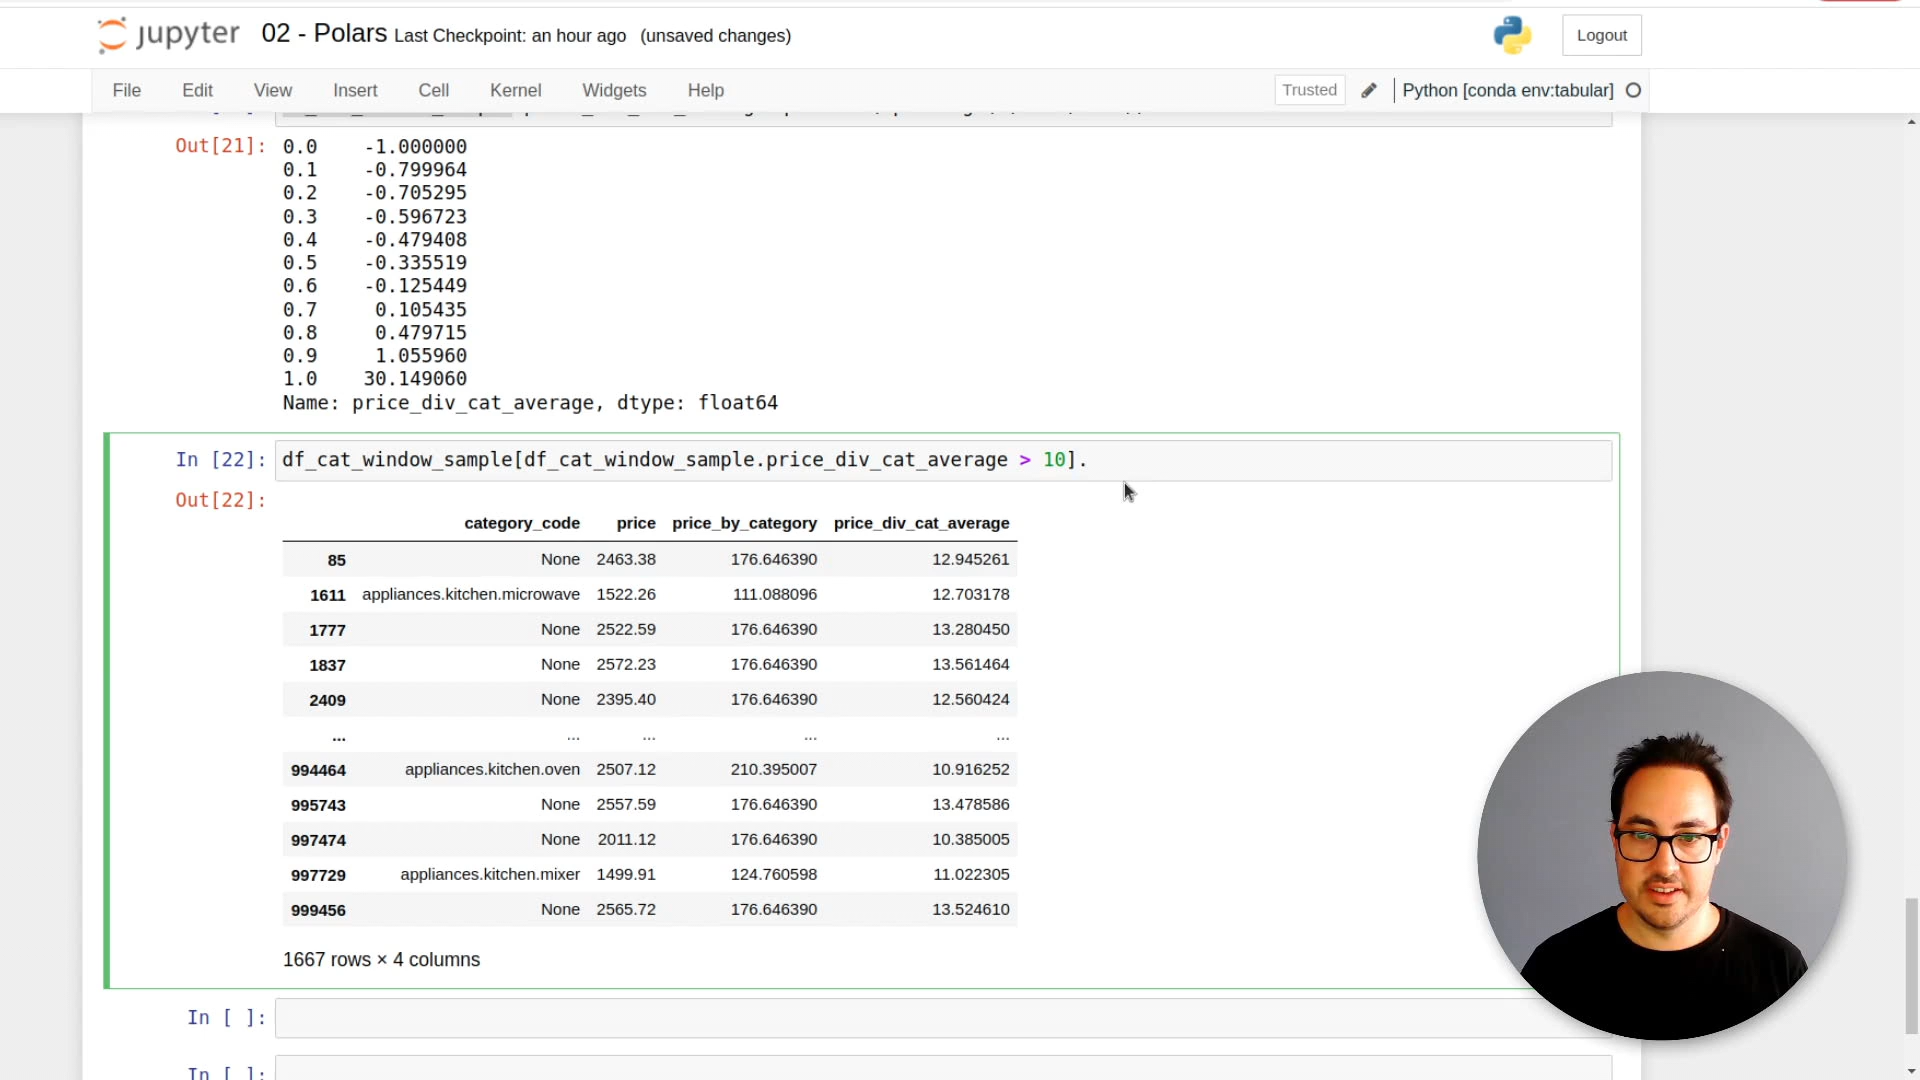 jupyter 02 - Polars Last Checkpoint: an hour ago (unsaved changes) Logout
File Edit View Insert Cell Kernel Widgets Help Trusted Python [conda env:tabular]
Out[21]: 0.0 -1.000000
0.1 -0.799964
0.2 -0.705295
0.3 -0.596723
0.4 -0.479408
0.5 -0.335519
0.6 -0.125449
0.7 0.105435
0.8 0.479715
0.9 1.055960
1.0 30.149060
Name: price_div_cat_average, dtype: float64
In [22]: df_cat_window_sample[df_cat_window_sample.price_div_cat_average > 10].
Out[22]:
category_code price price_by_category price_div_cat_average
85 None 2463.38 176.646390 12.945261
1611 appliances.kitchen.microwave 1522.26 111.088096 12.703178
1777 None 2522.59 176.646390 13.280450
1837 None 2572.23 176.646390 13.561464
2409 None 2395.40 176.646390 12.560424
... ... ... ... ...
994464 appliances.kitchen.oven 2507.12 210.395007 10.916252
995743 None 2557.59 176.646390 13.478586
997474 None 2011.12 176.646390 10.385005
997729 appliances.kitchen.mixer 1499.91 124.760598 11.022305
999456 None 2565.72 176.646390 13.524610
1667 rows × 4 columns
In [ ]:
In [ ]: